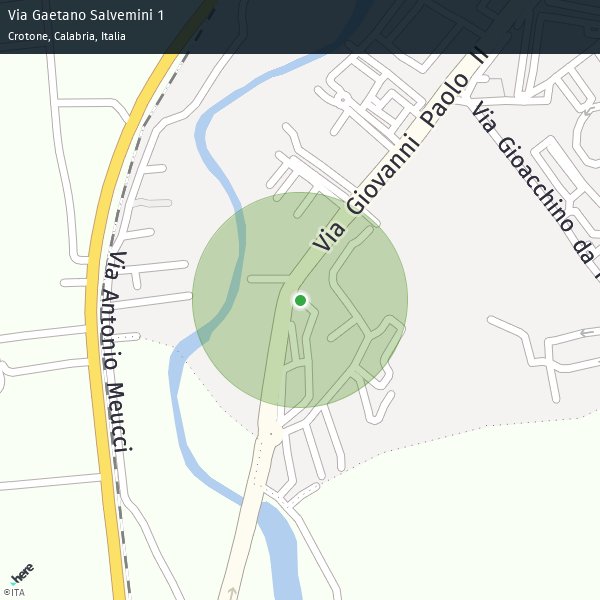 Via Gaetano Salvemini 1
Crotone, Calabria, Italia
Via Giovanni Paolo II
Via Gioacchino da
Via Antonio Meucci
here
©ITA